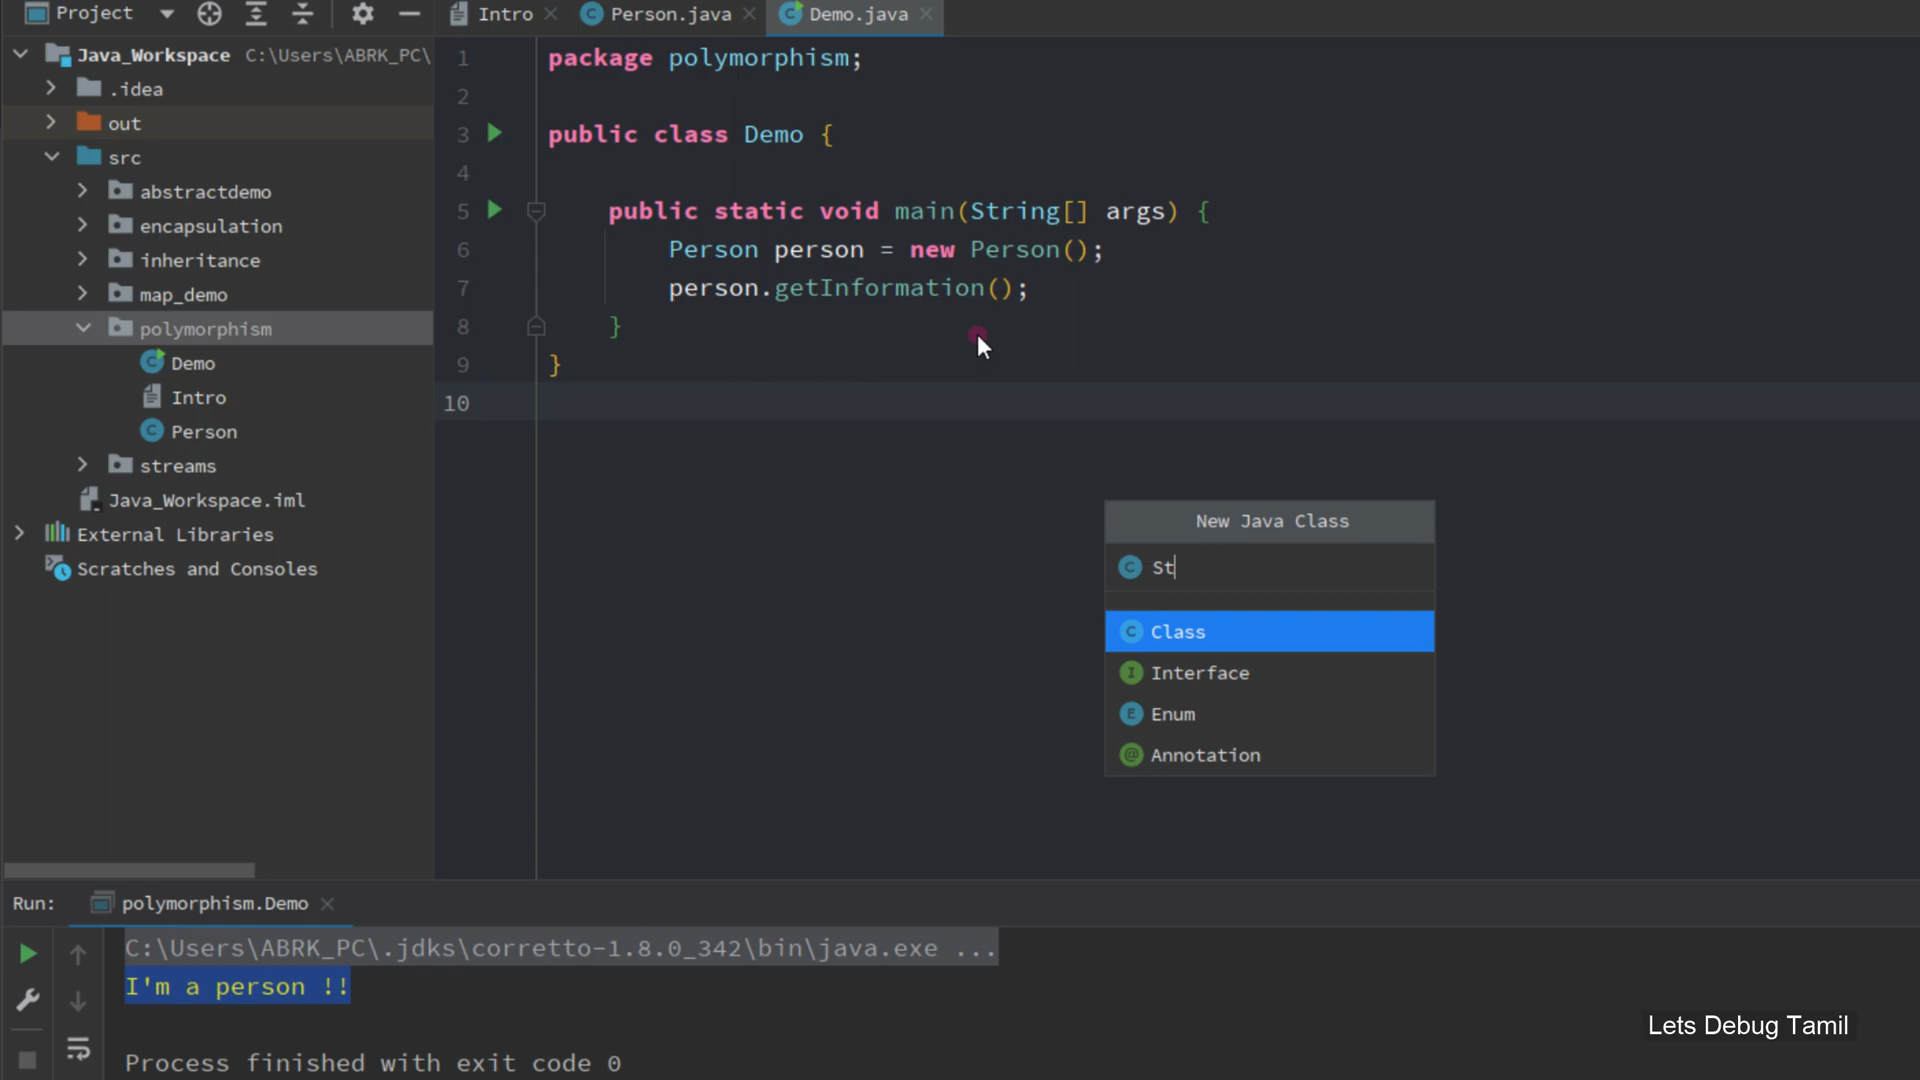 Project
Intro
Person.java
Demo.java
Java_Workspace C:\Users\ABRK_PC\
.idea
out
src
abstractdemo
encapsulation
inheritance
map_demo
polymorphism
Demo
Intro
Person
streams
Java_Workspace.iml
External Libraries
Scratches and Consoles
1 package polymorphism;
2
3 public class Demo {
4
5 public static void main(String[] args) {
6 Person person = new Person();
7 person.getInformation();
8 }
9 }
10
New Java Class
C St
C Class
I Interface
E Enum
@ Annotation
Run: polymorphism.Demo
C:\Users\ABRK_PC\.jdks\corretto-1.8.0_342\bin\java.exe ...
I'm a person !!
Process finished with exit code 0
Lets Debug Tamil